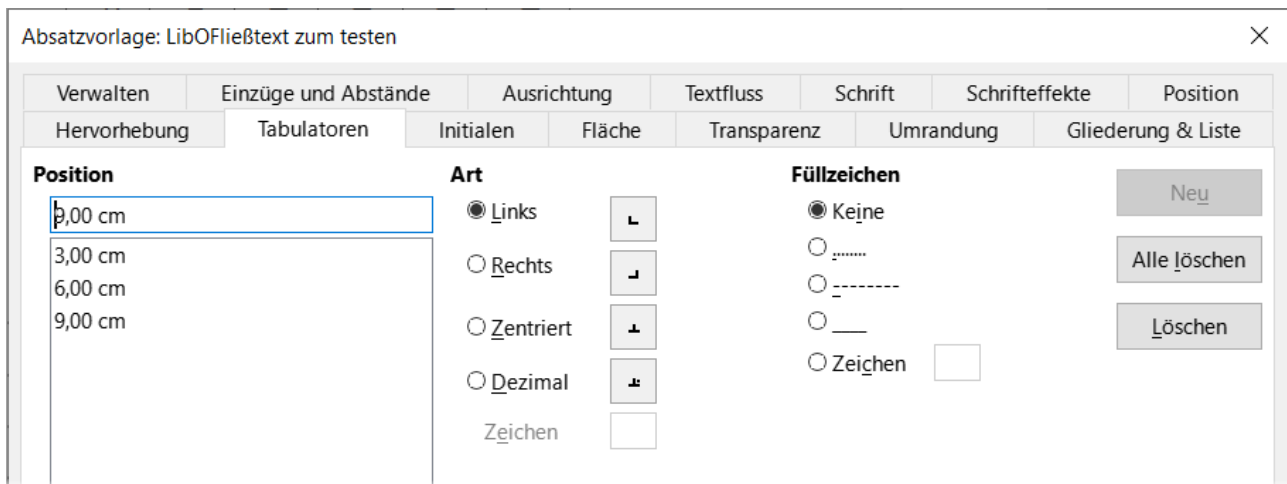 Absatzvorlage: LibOFließtext zum testen
Verwalten Einzüge und Abstände Ausrichtung Textfluss Schrift Schrifteffekte Position
Hervorhebung Tabulatoren Initialen Fläche Transparenz Umrandung Gliederung & Liste
Position Art Füllzeichen
9,00 cm Links Keine Neu
3,00 cm
6,00 cm
9,00 cm
Rechts ........ Alle löschen
--------
Zentriert ____ Löschen
Dezimal Zeichen
Zeichen